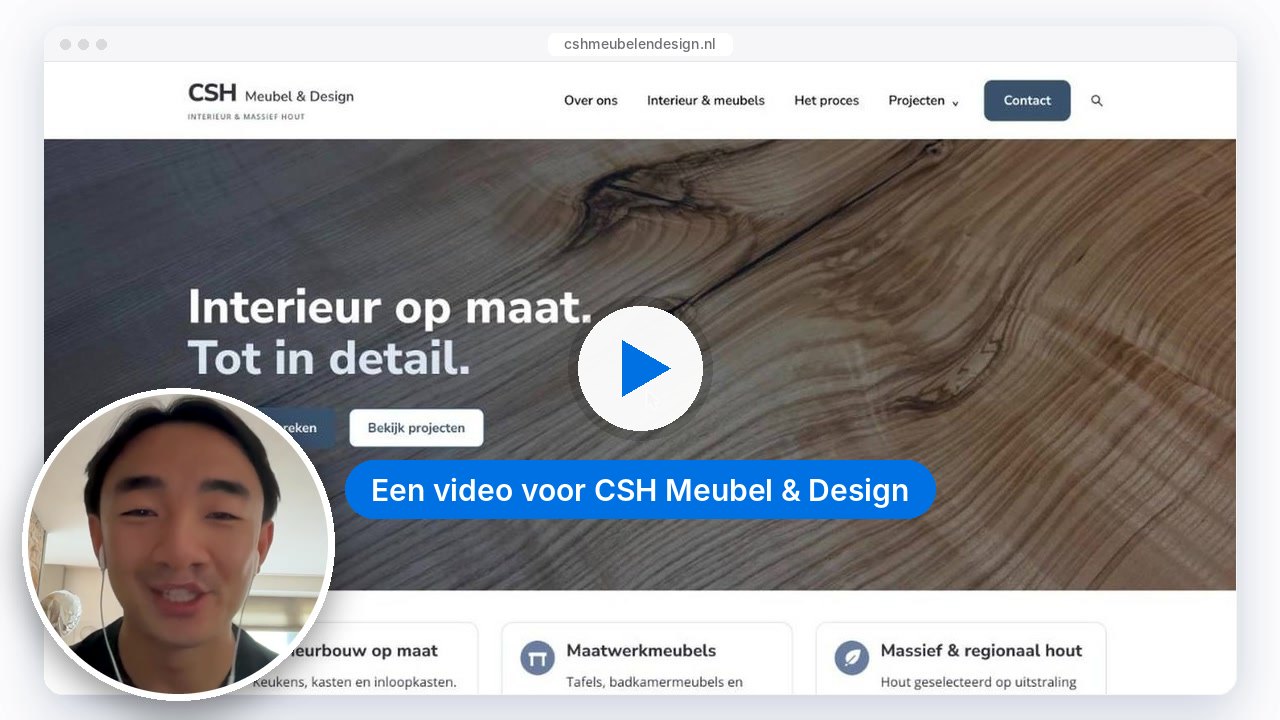 cshmeubelendesign.nl
CSH Meubel & Design
INTERIEUR & MASSIEF HOUT
Over ons
Interieur & meubels
Het proces
Projecten
Contact
Interieur op maat.
Tot in detail.
Bekijk projecten
Een video voor CSH Meubel & Design
op maat
Keukens, kasten en inloopkasten.
Maatwerkmeubels
Tafels, badkamermeubels en
Massief & regionaal hout
Hout geselecteerd op uitstraling